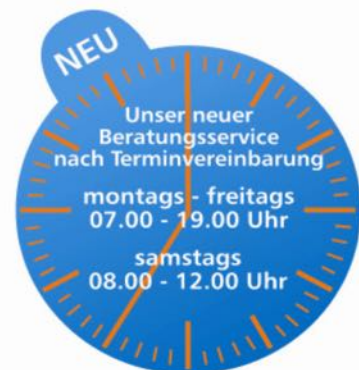 NEU
Unser neuer
Beratungsservice
nach Terminvereinbarung
montags - freitags
07.00 - 19.00 Uhr
samstags
08.00 - 12.00 Uhr